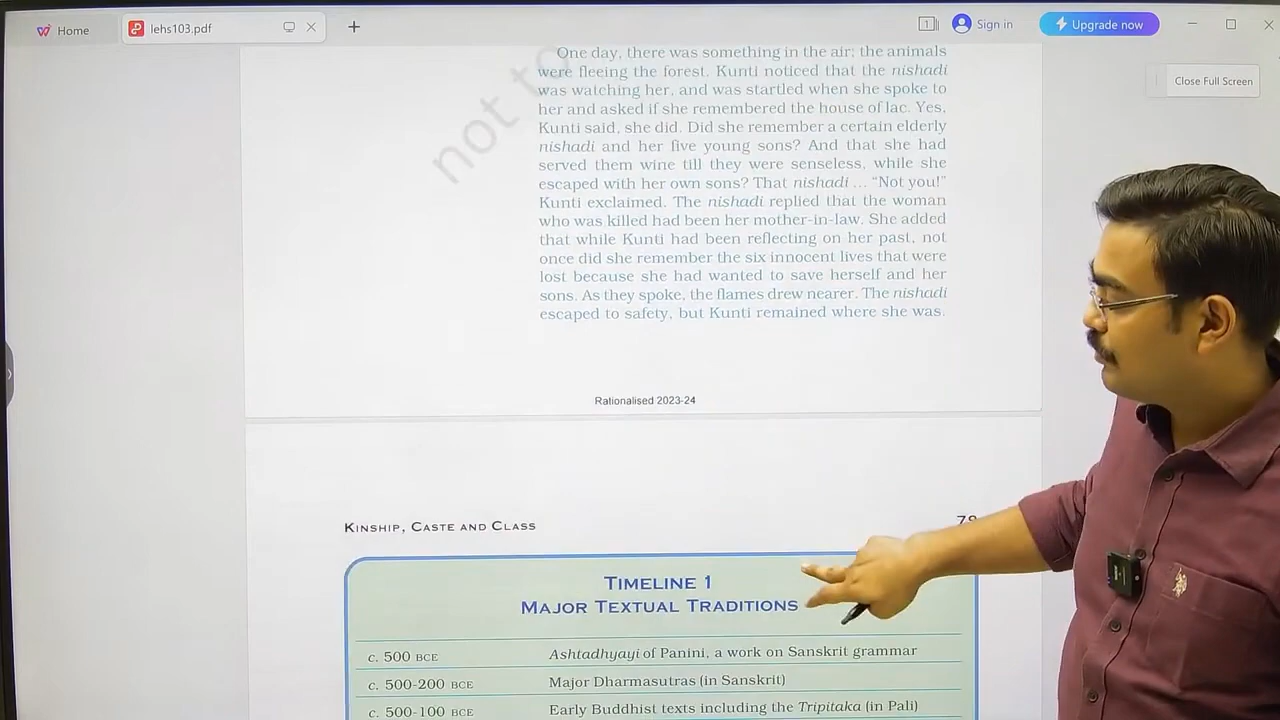 Home
lehs103.pdf
1
Sign in
Upgrade now
Close Full Screen
not to
One day, there was something in the air; the animals
were fleeing the forest. Kunti noticed that the nishadi
was watching her, and was startled when she spoke to
her and asked if she remembered the house of lac. Yes,
Kunti said, she did. Did she remember a certain elderly
nishadi and her five young sons? And that she had
served them wine till they were senseless, while she
escaped with her own sons? That nishadi ... “Not you!”
Kunti exclaimed. The nishadi replied that the woman
who was killed had been her mother-in-law. She added
that while Kunti had been reflecting on her past, not
once did she remember the six innocent lives that were
lost because she had wanted to save herself and her
sons. As they spoke, the flames drew nearer. The nishadi
escaped to safety, but Kunti remained where she was.
Rationalised 2023-24
KINSHIP, CASTE AND CLASS
TIMELINE 1
MAJOR TEXTUAL TRADITIONS
c. 500 BCE Ashtadhyayi of Panini, a work on Sanskrit grammar
c. 500-200 BCE Major Dharmasutras (in Sanskrit)
c. 500-100 BCE Early Buddhist texts including the Tripitaka (in Pali)